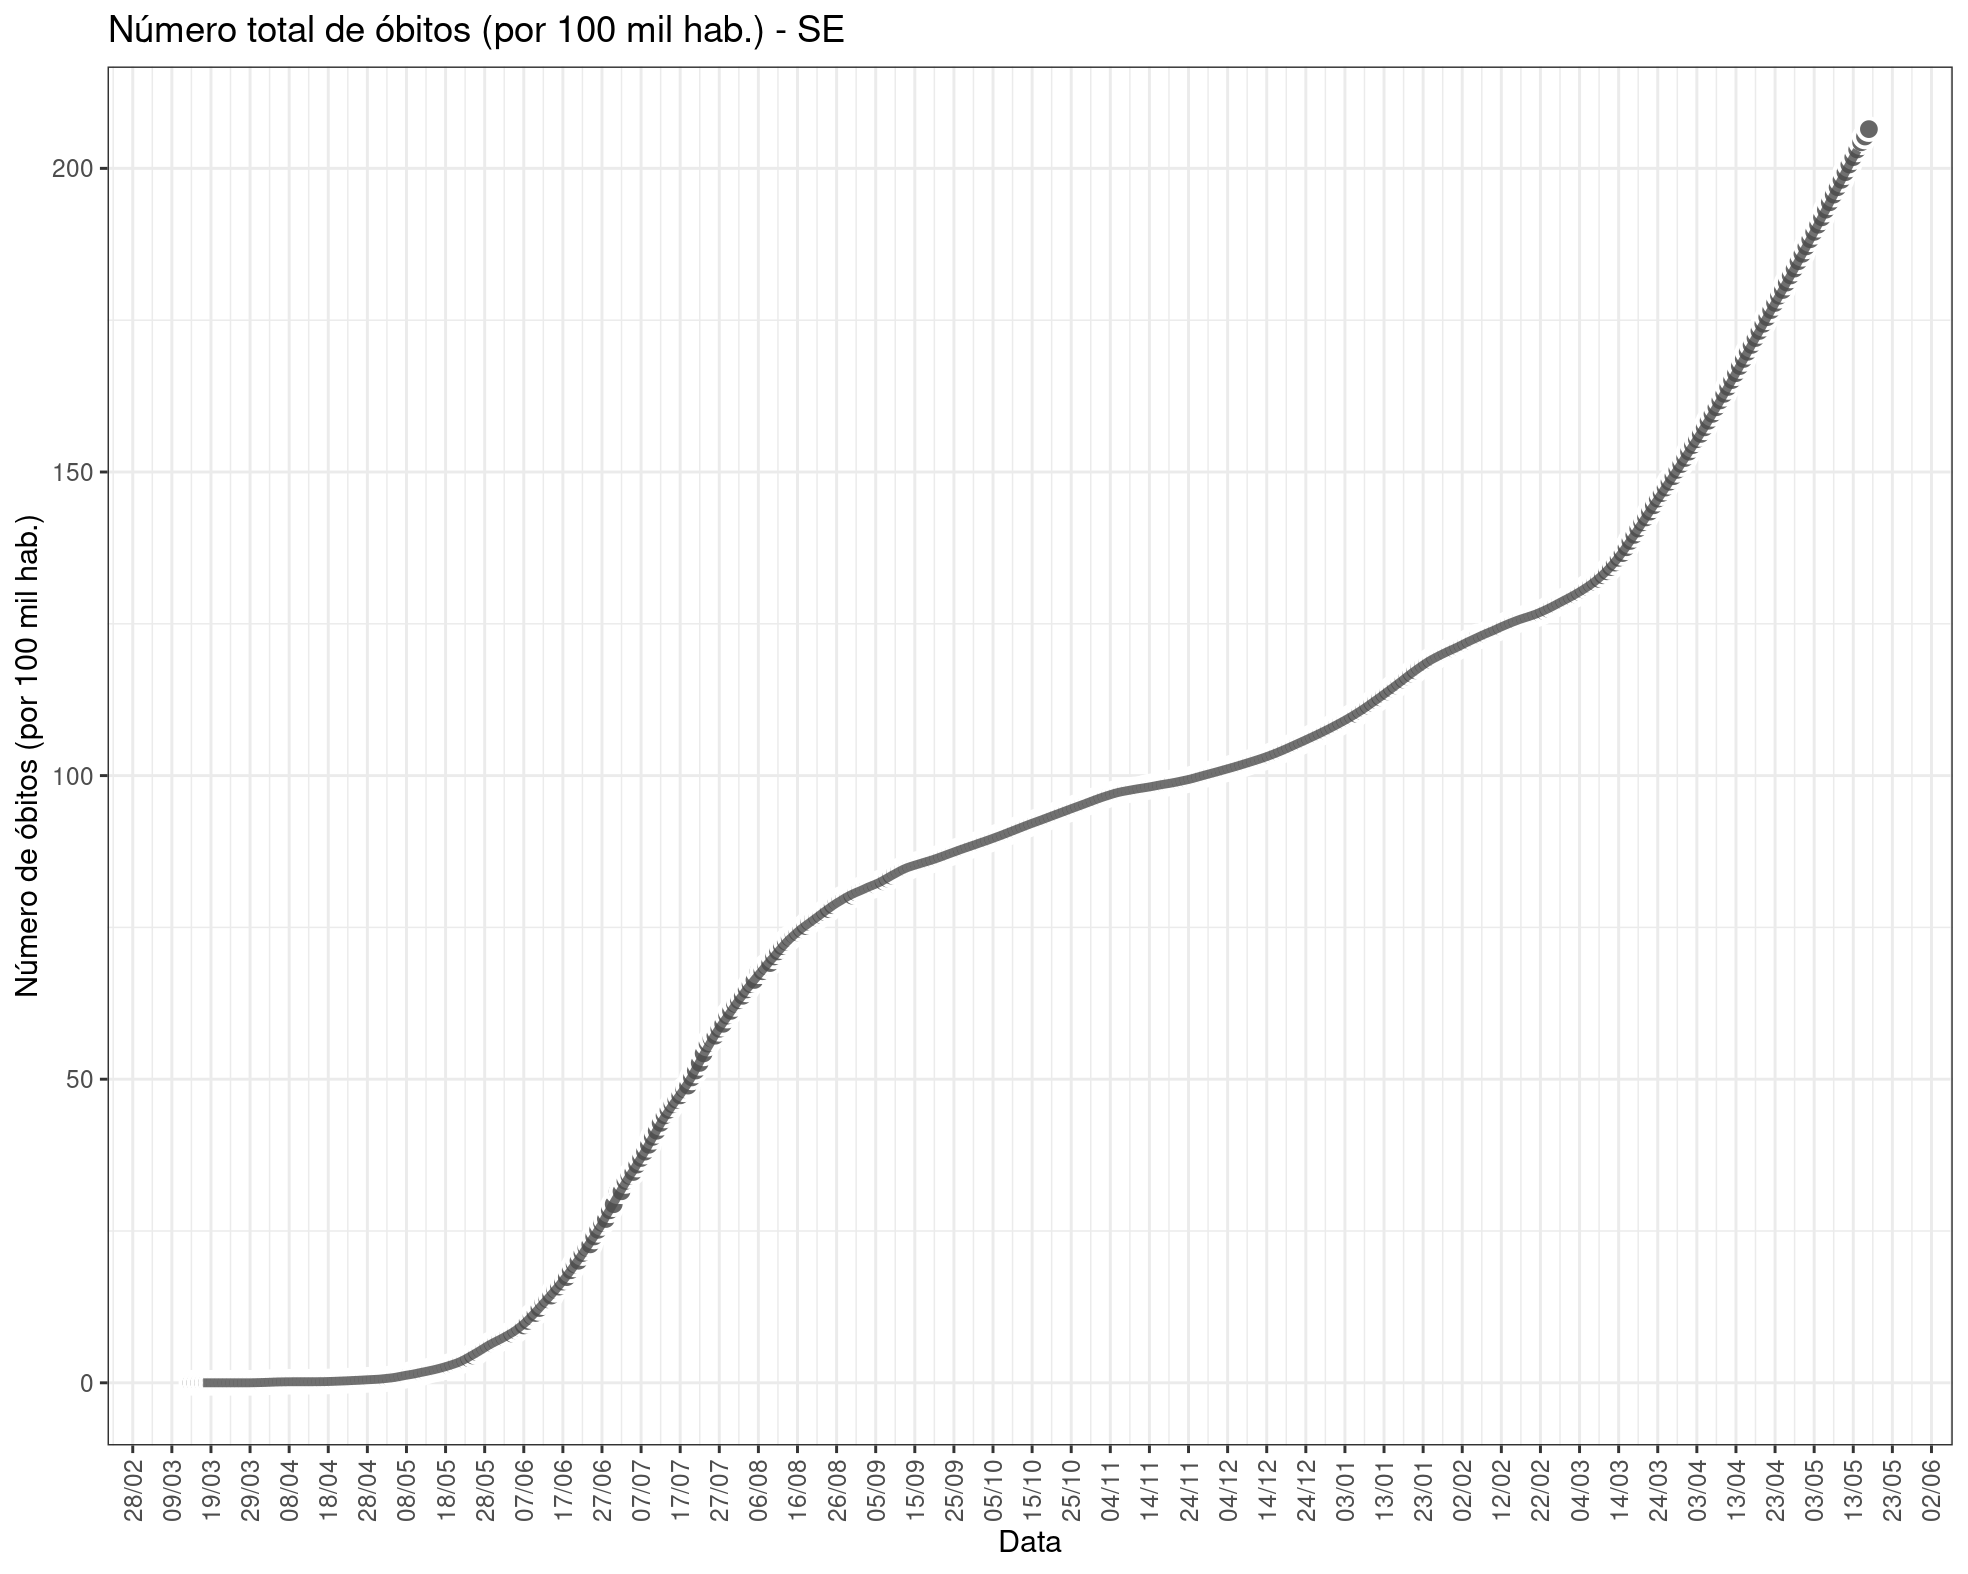 Número total de óbitos (por 100 mil hab.) - SE
Número de óbitos (por 100 mil hab.)
200
150
100
50
0
28/02 09/03 19/03 29/03 08/04 18/04 28/04 08/05 18/05 28/05 07/06 17/06 27/06 07/07 17/07 27/07 06/08 16/08 26/08 05/09 15/09 25/09 05/10 15/10 25/10 04/11 14/11 24/11 04/12 14/12 24/12 03/01 13/01 23/01 02/02 12/02 22/02 04/03 14/03 24/03 03/04 13/04 23/04 03/05 13/05 23/05 02/06
Data